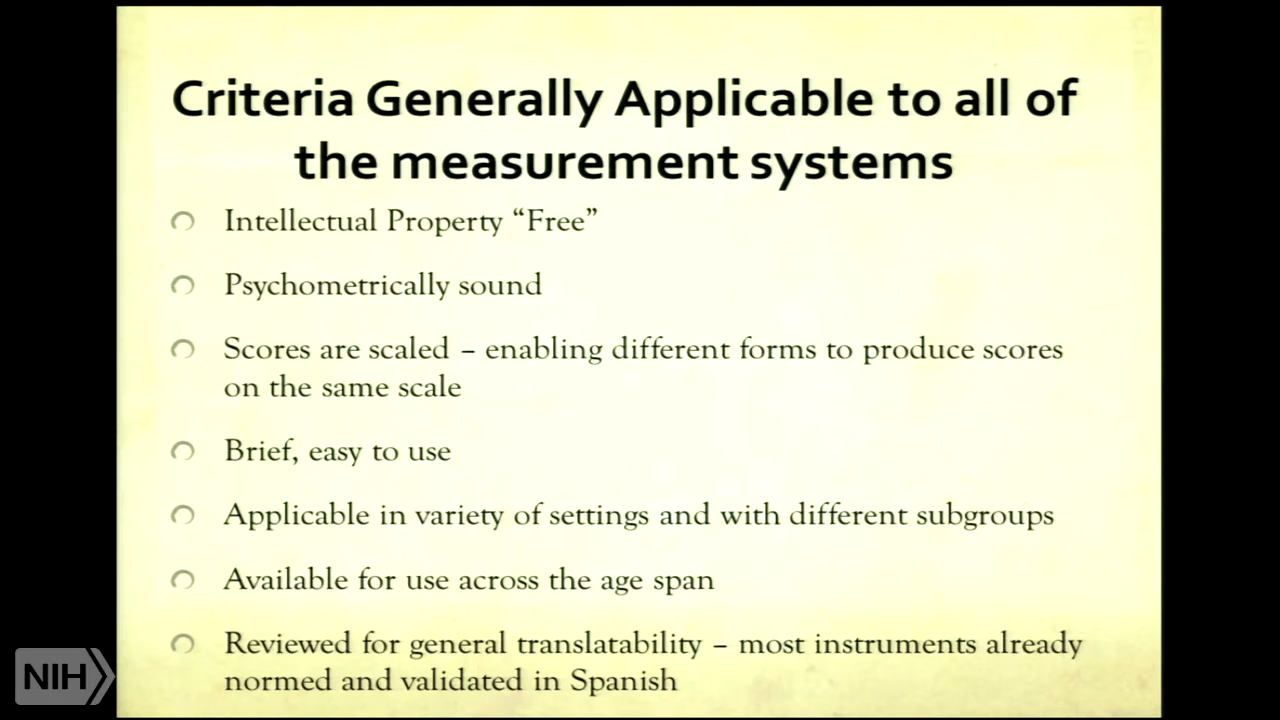 Criteria Generally Applicable to all of
the measurement systems
Intellectual Property “Free”
Psychometrically sound
Scores are scaled – enabling different forms to produce scores
on the same scale
Brief, easy to use
Applicable in variety of settings and with different subgroups
Available for use across the age span
Reviewed for general translatability – most instruments already
normed and validated in Spanish
NIH